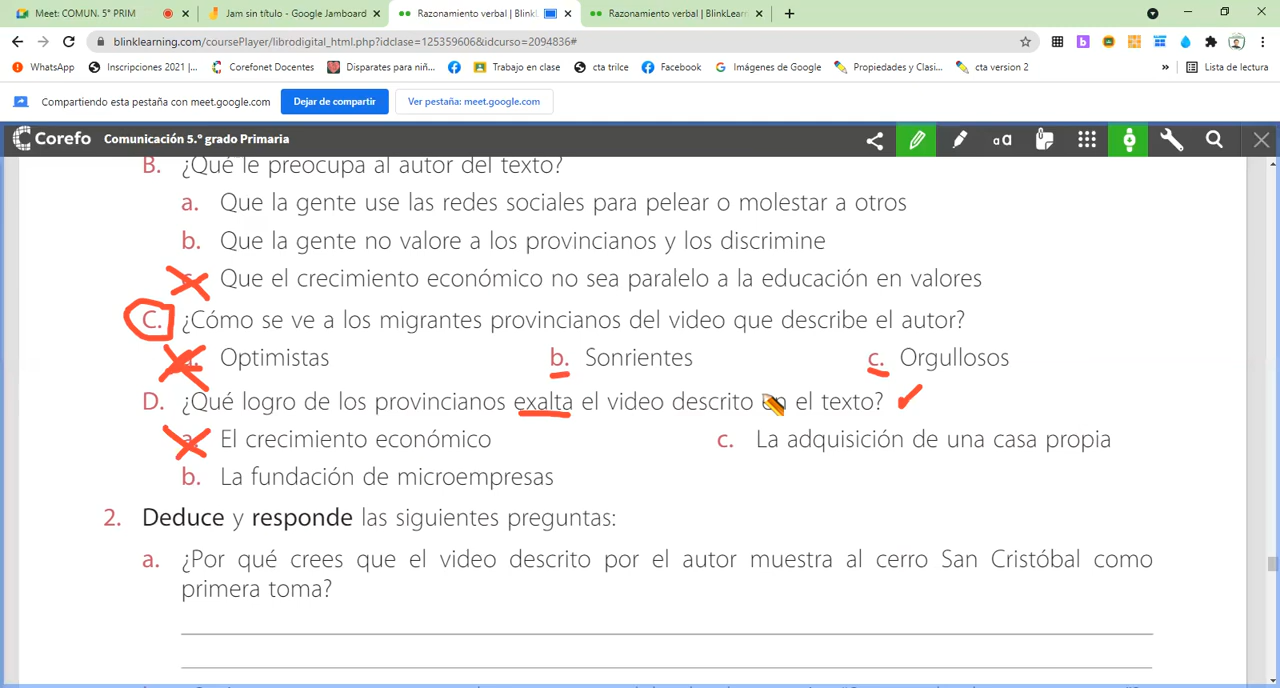 Meet: COMUN. 5° PRIM
Jam sin título - Google Jamboard
Razonamiento verbal | Blink
Razonamiento verbal | BlinkLear
blinklearning.com/coursePlayer/librodigital_html.php?idclase=125359606&idcurso=2094836#
WhatsApp
Inscripciones 2021 |...
Corefonet Docentes
Disparates para niñ...
Trabajo en clase
cta trilce
Facebook
Imágenes de Google
Propiedades y Clasi...
cta version 2
»
Lista de lectura
Compartiendo esta pestaña con meet.google.com
Dejar de compartir
Ver pestaña: meet.google.com
Corefo
Comunicación 5.º grado Primaria
aa
B. ¿Qué le preocupa al autor del texto?
a. Que la gente use las redes sociales para pelear o molestar a otros
b. Que la gente no valore a los provincianos y los discrimine
Que el crecimiento económico no sea paralelo a la educación en valores
C. ¿Cómo se ve a los migrantes provincianos del video que describe el autor?
a. Optimistas b. Sonrientes c. Orgullosos
D. ¿Qué logro de los provincianos exalta el video descrito en el texto?
a. El crecimiento económico c. La adquisición de una casa propia
b. La fundación de microempresas
2. Deduce y responde las siguientes preguntas:
a. ¿Por qué crees que el video descrito por el autor muestra al cerro San Cristóbal como
primera toma?